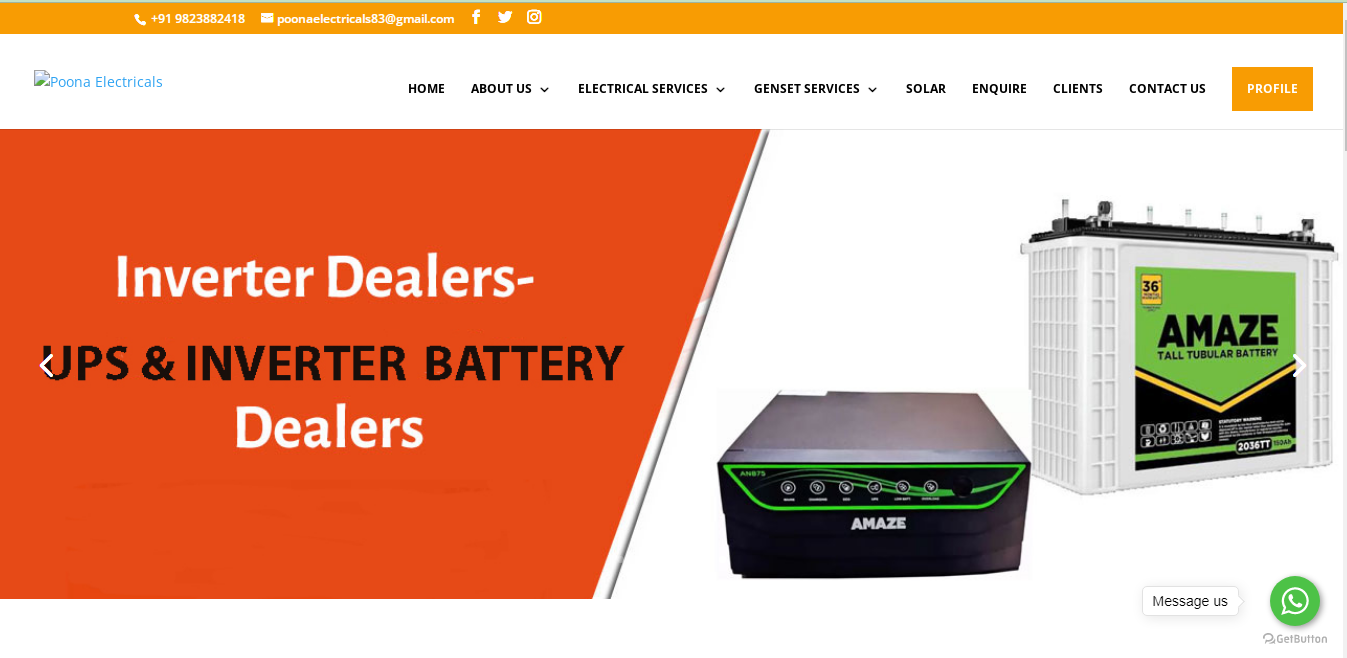 +91 9823882418 poonaelectricals83@gmail.com
Poona Electricals
HOME ABOUT US ELECTRICAL SERVICES GENSET SERVICES SOLAR ENQUIRE CLIENTS CONTACT US PROFILE
Inverter Dealers-
UPS & INVERTER BATTERY
Dealers
36
AMAZE
TALL TUBULAR BATTERY
STATUTORY WARNING
2036TT 150Ah
AN875
AMAZE
Message us
GetButton